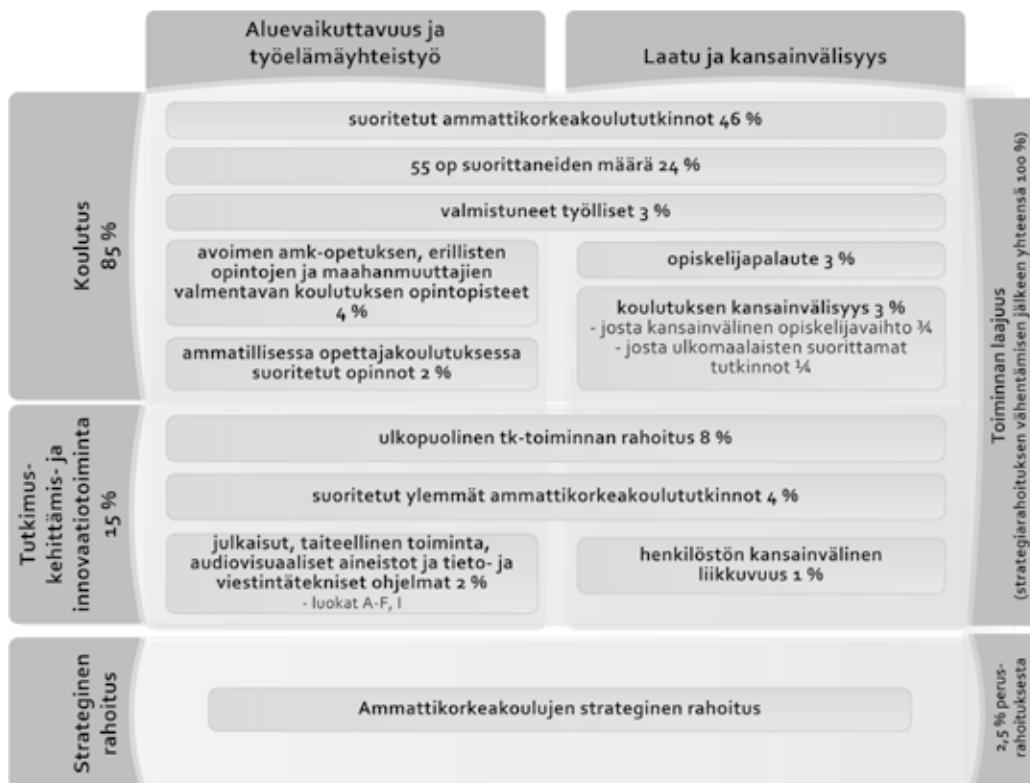 Aluevaikuttavuus ja
työelämäyhteistyö
Laatu ja kansainvälisyys
Koulutus
85 %
suoritetut ammattikorkeakoulututkinnot 46 %
55 op suorittaneiden määrä 24 %
valmistuneet työlliset 3 %
avoimen amk-opetuksen, erillisten
opintojen ja maahanmuuttajien
valmentavan koulutuksen opintopisteet
4 %
opiskelijapalaute 3 %
koulutuksen kansainvälisyys 3 %
- josta kansainvälinen opiskelijavaihto ¾
- josta ulkomaalaisten suorittamat
tutkinnot ¼
ammatillisessa opettajakoulutuksessa
suoritetut opinnot 2 %
Tutkimus-
kehittämis- ja
innovaatiotoiminta
15 %
ulkopuolinen tk-toiminnan rahoitus 8 %
suoritetut ylemmät ammattikorkeakoulututkinnot 4 %
julkaisut, taiteellinen toiminta,
audiovisuaaliset aineistot ja tieto- ja
viestintätekniset ohjelmat 2 %
- luokat A-F, I
henkilöstön kansainvälinen
liikkuvuus 1 %
Toiminnan laajuus
(strategiarahoituksen vähentämisen jälkeen yhteensä 100 %)
Strateginen
rahoitus
Ammattikorkeakoulujen strateginen rahoitus
2,5 % perus-
rahoituksesta